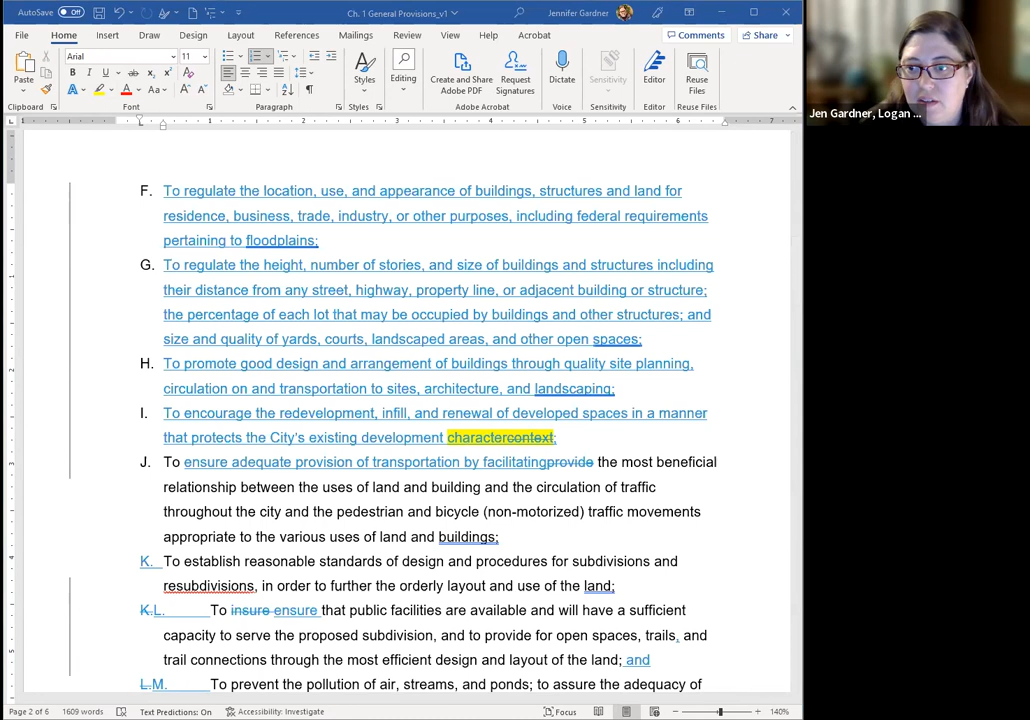 AutoSave Off Ch. 1 General Provisions_v1 Jennifer Gardner
File Home Insert Draw Design Layout References Mailings Review View Help Acrobat Comments Share
Arial 11
Paste Styles Editing Create and Share Adobe PDF Request Signatures Dictate Sensitivity Editor Reuse Files
Clipboard Font Paragraph Styles Adobe Acrobat Voice Sensitivity Editor Reuse Files
Jen Gardner, Logan ...
F. To regulate the location, use, and appearance of buildings, structures and land for
residence, business, trade, industry, or other purposes, including federal requirements
pertaining to floodplains;
G. To regulate the height, number of stories, and size of buildings and structures including
their distance from any street, highway, property line, or adjacent building or structure;
the percentage of each lot that may be occupied by buildings and other structures; and
size and quality of yards, courts, landscaped areas, and other open spaces;
H. To promote good design and arrangement of buildings through quality site planning,
circulation on and transportation to sites, architecture, and landscaping;
I. To encourage the redevelopment, infill, and renewal of developed spaces in a manner
that protects the City's existing development charactercontext;
J. To ensure adequate provision of transportation by facilitatingprovide the most beneficial
relationship between the uses of land and building and the circulation of traffic
throughout the city and the pedestrian and bicycle (non-motorized) traffic movements
appropriate to the various uses of land and buildings;
K. To establish reasonable standards of design and procedures for subdivisions and
resubdivisions, in order to further the orderly layout and use of the land;
K.L. To insure ensure that public facilities are available and will have a sufficient
capacity to serve the proposed subdivision, and to provide for open spaces, trails, and
trail connections through the most efficient design and layout of the land; and
L.M. To prevent the pollution of air, streams, and ponds; to assure the adequacy of
Page 2 of 6 1609 words Text Predictions: On Accessibility: Investigate Focus 140%